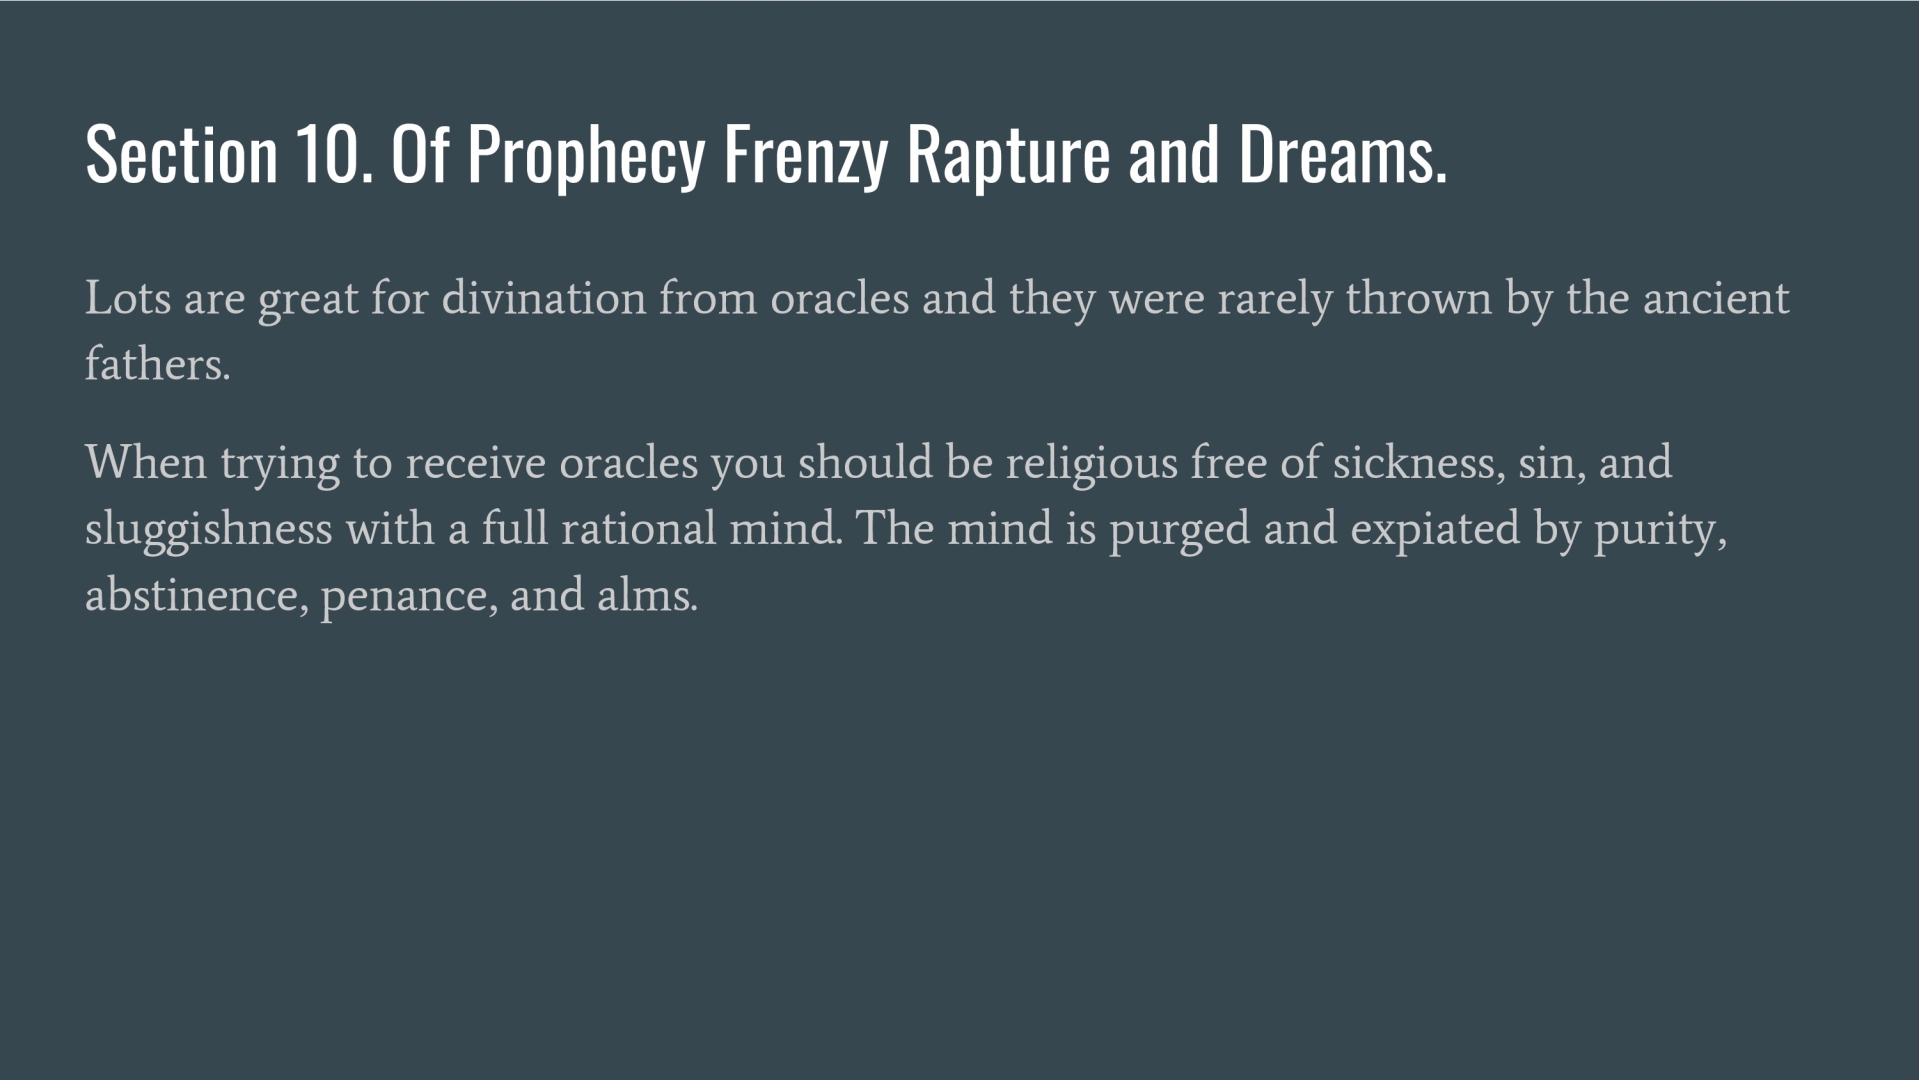 Section 10. Of Prophecy Frenzy Rapture and Dreams.
Lots are great for divination from oracles and they were rarely thrown by the ancient
fathers.
When trying to receive oracles you should be religious free of sickness, sin, and
sluggishness with a full rational mind. The mind is purged and expiated by purity,
abstinence, penance, and alms.